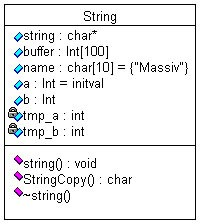 String
string : char*
buffer : Int[100]
name : char[10] = {"Massiv"}
a : Int = initval
b : Int
tmp_a : int
tmp_b : int
string() : void
StringCopy() : char
~string()